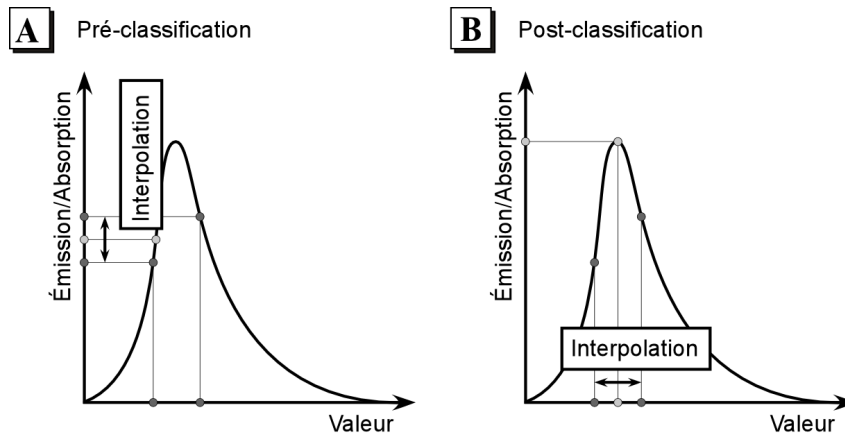 A Pré-classification
Émission/Absorption
Interpolation
Valeur
B Post-classification
Émission/Absorption
Interpolation
Valeur